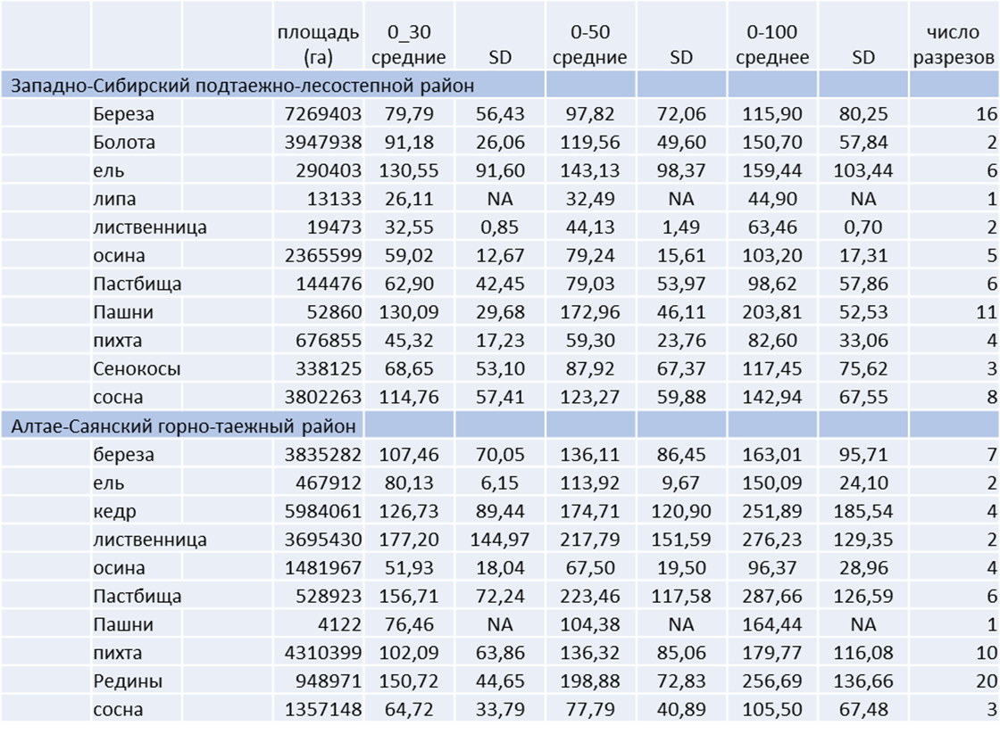 площадь (га) 0_30 средние SD 0-50 средние SD 0-100 среднее SD число разрезов
Западно-Сибирский подтаежно-лесостепной район
Береза 7269403 79,79 56,43 97,82 72,06 115,90 80,25 16
Болота 3947938 91,18 26,06 119,56 49,60 150,70 57,84 2
ель 290403 130,55 91,60 143,13 98,37 159,44 103,44 6
липа 13133 26,11 NA 32,49 NA 44,90 NA 1
лиственница 19473 32,55 0,85 44,13 1,49 63,46 0,70 2
осина 2365599 59,02 12,67 79,24 15,61 103,20 17,31 5
Пастбища 144476 62,90 42,45 79,03 53,97 98,62 57,86 6
Пашни 52860 130,09 29,68 172,96 46,11 203,81 52,53 11
пихта 676855 45,32 17,23 59,30 23,76 82,60 33,06 4
Сенокосы 338125 68,65 53,10 87,92 67,37 117,45 75,62 3
сосна 3802263 114,76 57,41 123,27 59,88 142,94 67,55 8
Алтае-Саянский горно-таежный район
береза 3835282 107,46 70,05 136,11 86,45 163,01 95,71 7
ель 467912 80,13 6,15 113,92 9,67 150,09 24,10 2
кедр 5984061 126,73 89,44 174,71 120,90 251,89 185,54 4
лиственница 3695430 177,20 144,97 217,79 151,59 276,23 129,35 2
осина 1481967 51,93 18,04 67,50 19,50 96,37 28,96 4
Пастбища 528923 156,71 72,24 223,46 117,58 287,66 126,59 6
Пашни 4122 76,46 NA 104,38 NA 164,44 NA 1
пихта 4310399 102,09 63,86 136,32 85,06 179,77 116,08 10
Редины 948971 150,72 44,65 198,88 72,83 256,69 136,66 20
сосна 1357148 64,72 33,79 77,79 40,89 105,50 67,48 3